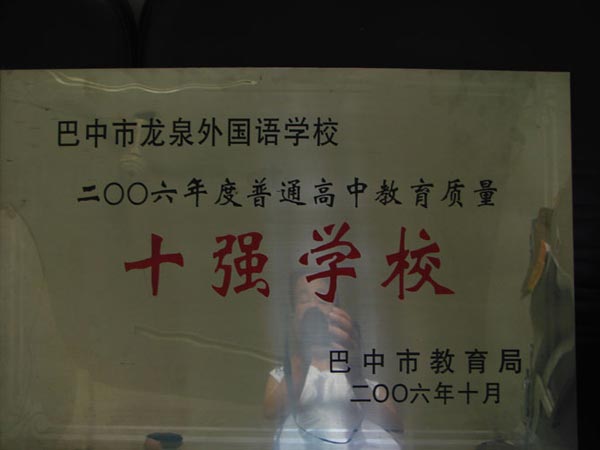 巴中市龙泉外国语学校
二〇〇六年度普通高中教育质量
十强学校
巴中市教育局
二〇〇六年十月